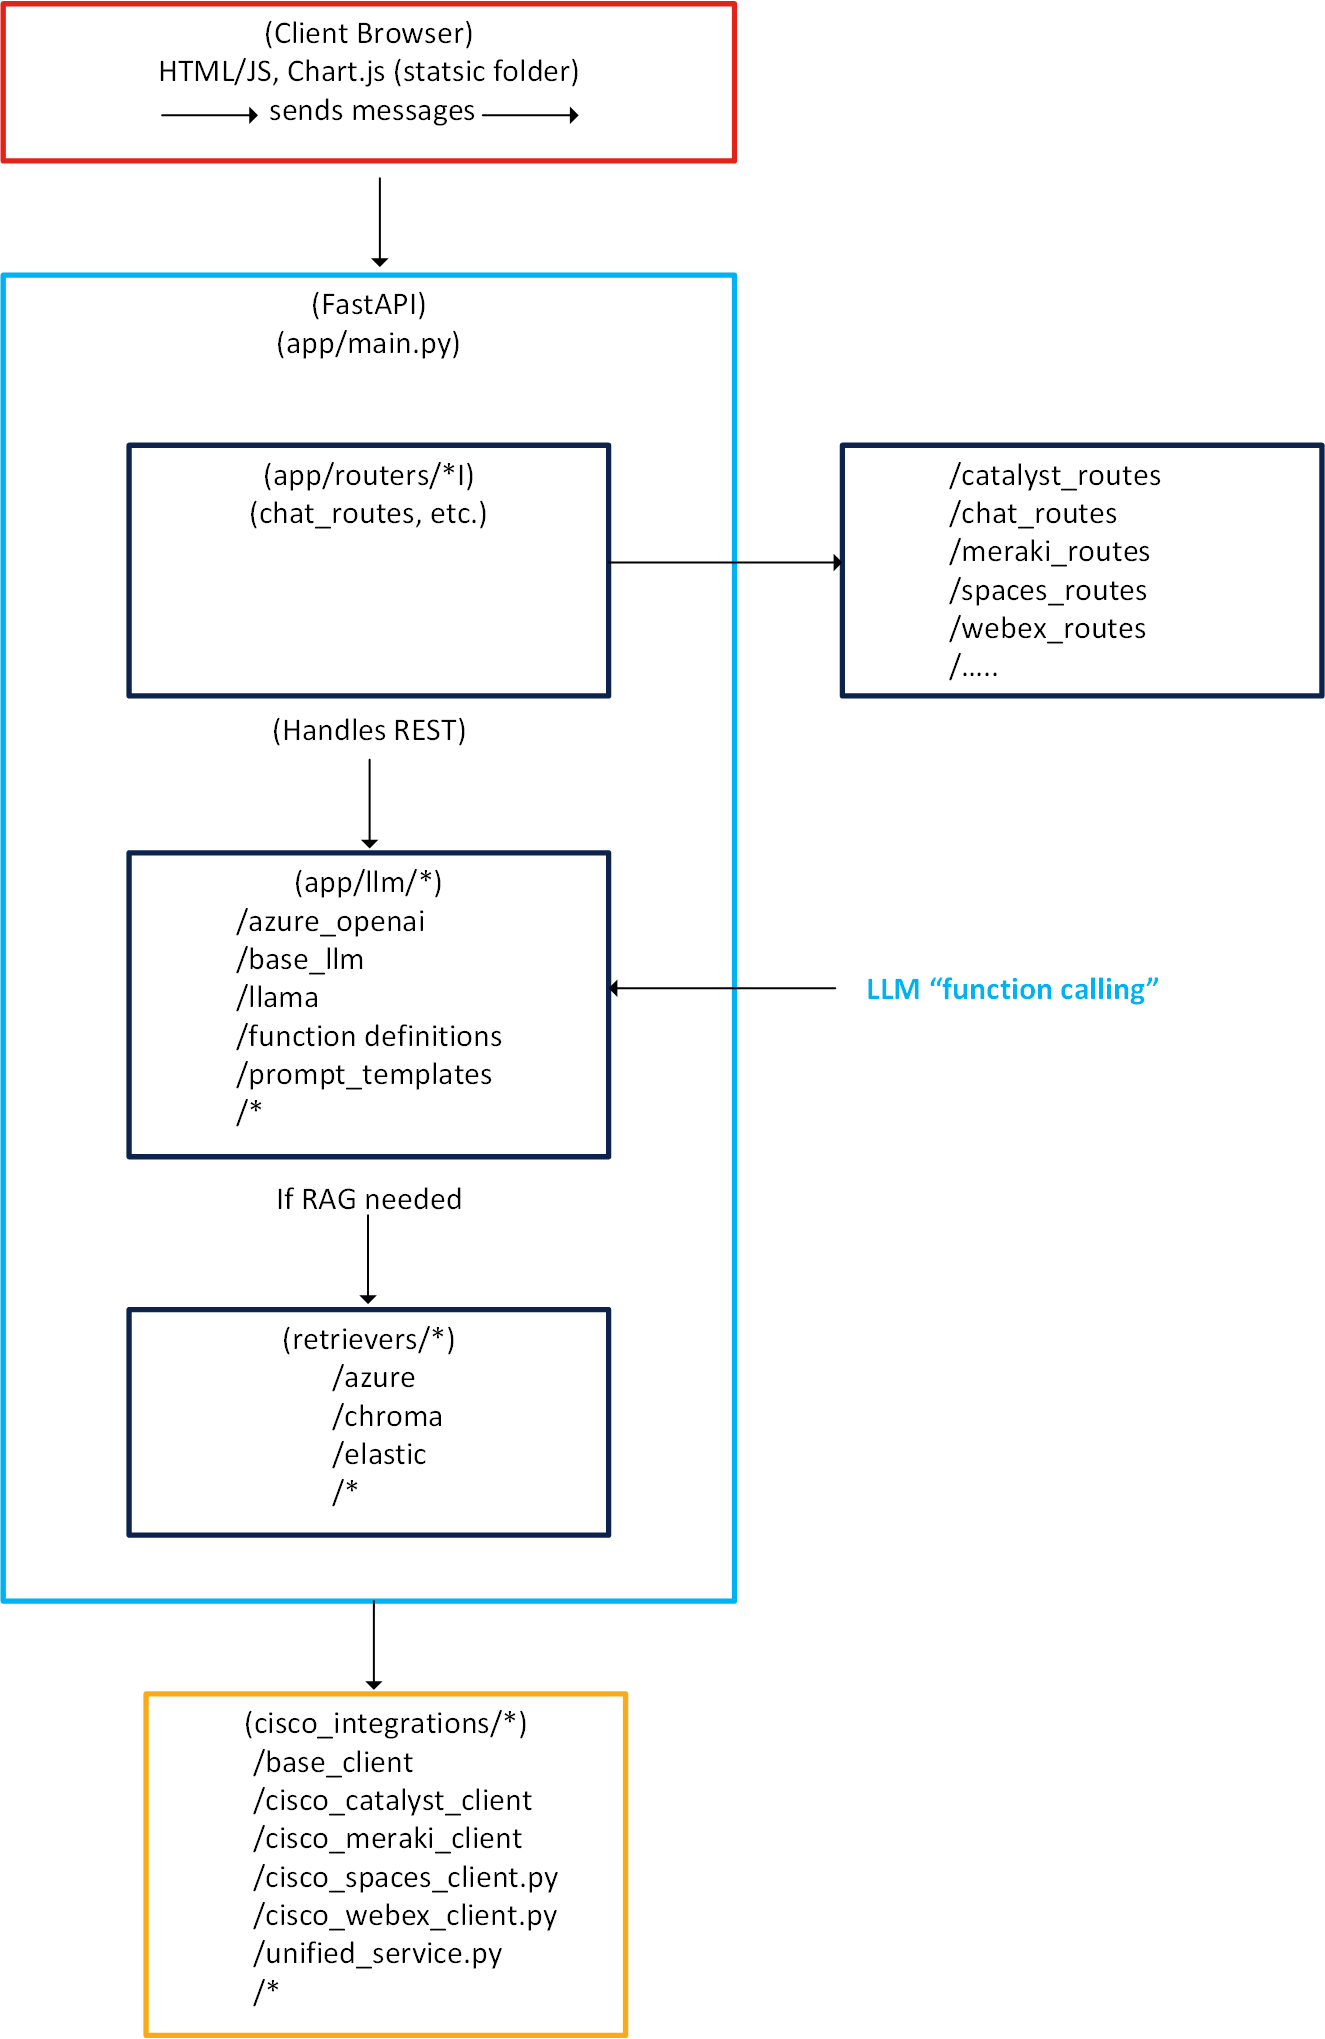 (Client Browser)
HTML/JS, Chart.js (statsic folder)
sends messages
(FastAPI)
(app/main.py)
(app/routers/*I)
(chat_routes, etc.)
/catalyst_routes
/chat_routes
/meraki_routes
/spaces_routes
/webex_routes
/.....
(Handles REST)
(app/llm/*)
/azure_openai
/base_llm
/llama
/function definitions
/prompt_templates
/*
LLM “function calling”
If RAG needed
(retrievers/*)
/azure
/chroma
/elastic
/*
(cisco_integrations/*)
/base_client
/cisco_catalyst_client
/cisco_meraki_client
/cisco_spaces_client.py
/cisco_webex_client.py
/unified_service.py
/*